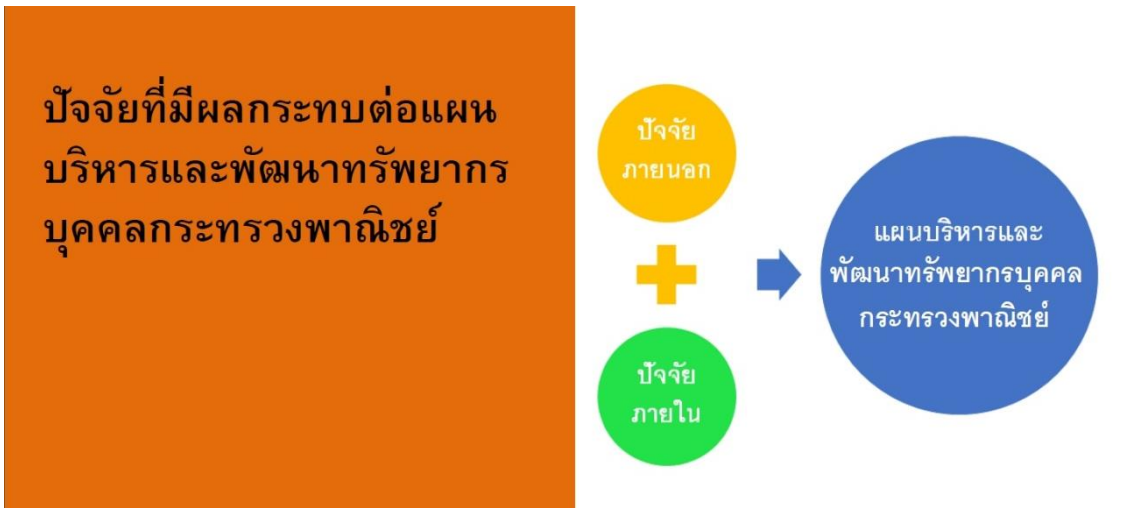 ปัจจัยที่มีผลกระทบต่อแผน
บริหารและพัฒนาทรัพยากร
บุคคลกระทรวงพาณิชย์
ปัจจัย
ภายนอก
ปัจจัย
ภายใน
แผนบริหารและ
พัฒนาทรัพยากรบุคคล
กระทรวงพาณิชย์